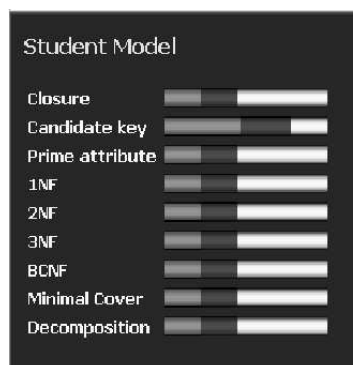 Student Model
Closure
Candidate key
Prime attribute
1NF
2NF
3NF
BCNF
Minimal Cover
Decomposition